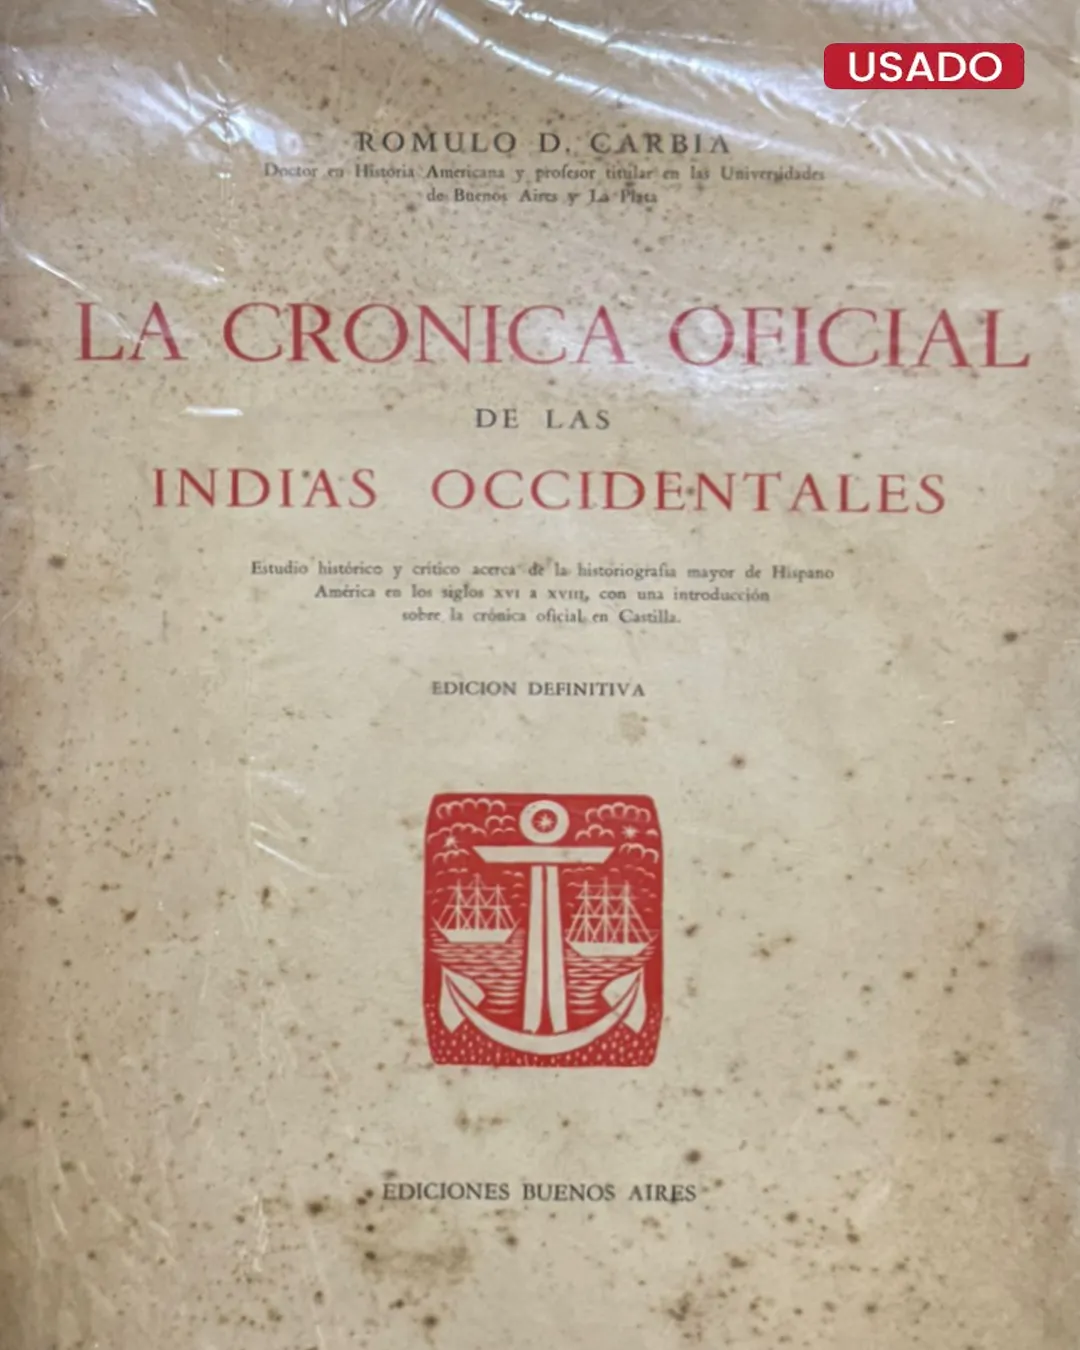 USADO
ROMULO D. CARBIA
Doctor en Historia Americana y profesor titular en las Universidades
de Buenos Aires y La Plata
LA CRONICA OFICIAL
DE LAS
INDIAS OCCIDENTALES
Estudio histórico y crítico acerca de la historiografía mayor de Hispano
América en los siglos XVI a XVIII, con una introducción
sobre la crónica oficial en Castilla.
EDICION DEFINITIVA
EDICIONES BUENOS AIRES